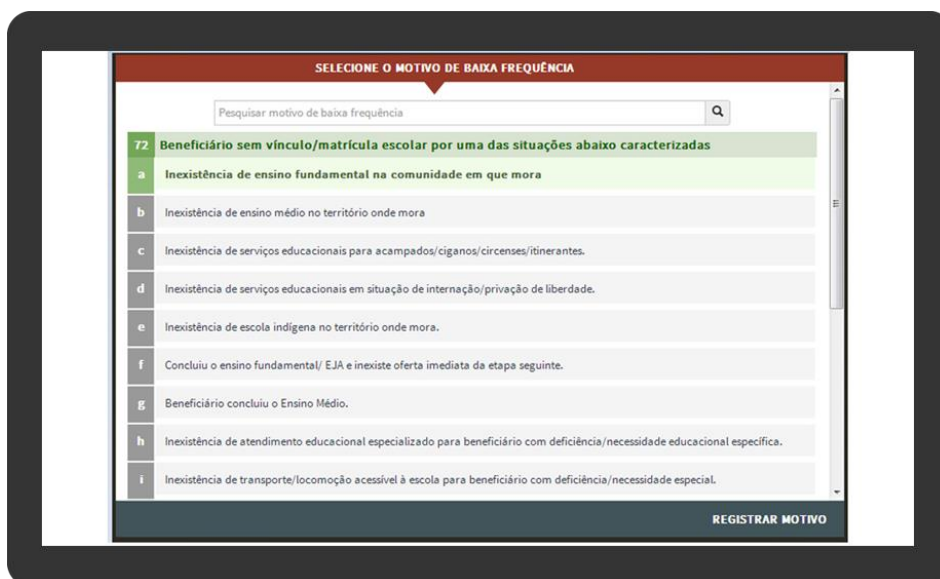 SELECIONE O MOTIVO DE BAIXA FREQUÊNCIA
Pesquisar motivo de baixa frequência
72 Beneficiário sem vínculo/matrícula escolar por uma das situações abaixo caracterizadas
a Inexistência de ensino fundamental na comunidade em que mora
b Inexistência de ensino médio no território onde mora
c Inexistência de serviços educacionais para acampados/ciganos/circenses/itinerantes.
d Inexistência de serviços educacionais em situação de internação/privação de liberdade.
e Inexistência de escola indígena no território onde mora.
f Concluiu o ensino fundamental/ EJA e inexiste oferta imediata da etapa seguinte.
g Beneficiário concluiu o Ensino Médio.
h Inexistência de atendimento educacional especializado para beneficiário com deficiência/necessidade educacional específica.
i Inexistência de transporte/locomoção acessível à escola para beneficiário com deficiência/necessidade especial.
REGISTRAR MOTIVO